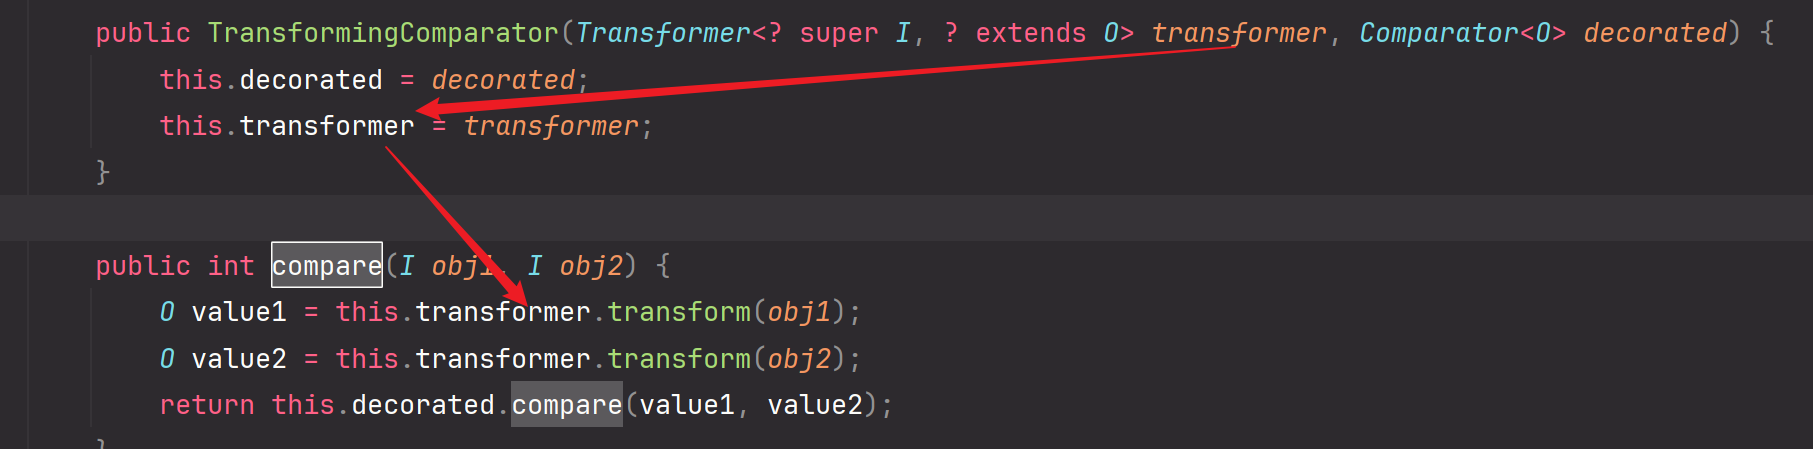 public TransformingComparator(Transformer<? super I, ? extends O> transformer, Comparator<O> decorated) {
this.decorated = decorated;
this.transformer = transformer;
}
public int compare(I obj1, I obj2) {
O value1 = this.transformer.transform(obj1);
O value2 = this.transformer.transform(obj2);
return this.decorated.compare(value1, value2);
}